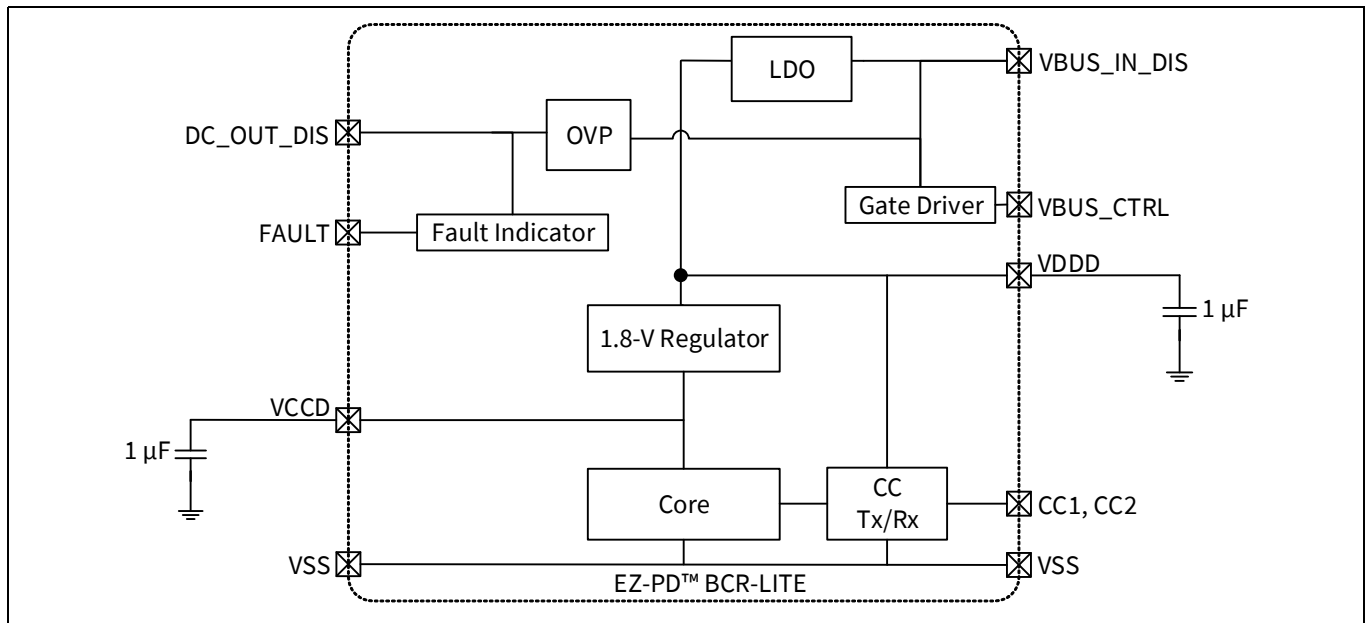 LDO
VBUS_IN_DIS
DC_OUT_DIS
OVP
Gate Driver
VBUS_CTRL
FAULT
Fault Indicator
VDDD
1 µF
1.8-V Regulator
VCCD
1 µF
Core
CC
Tx/Rx
CC1, CC2
VSS
VSS
EZ-PD™ BCR-LITE